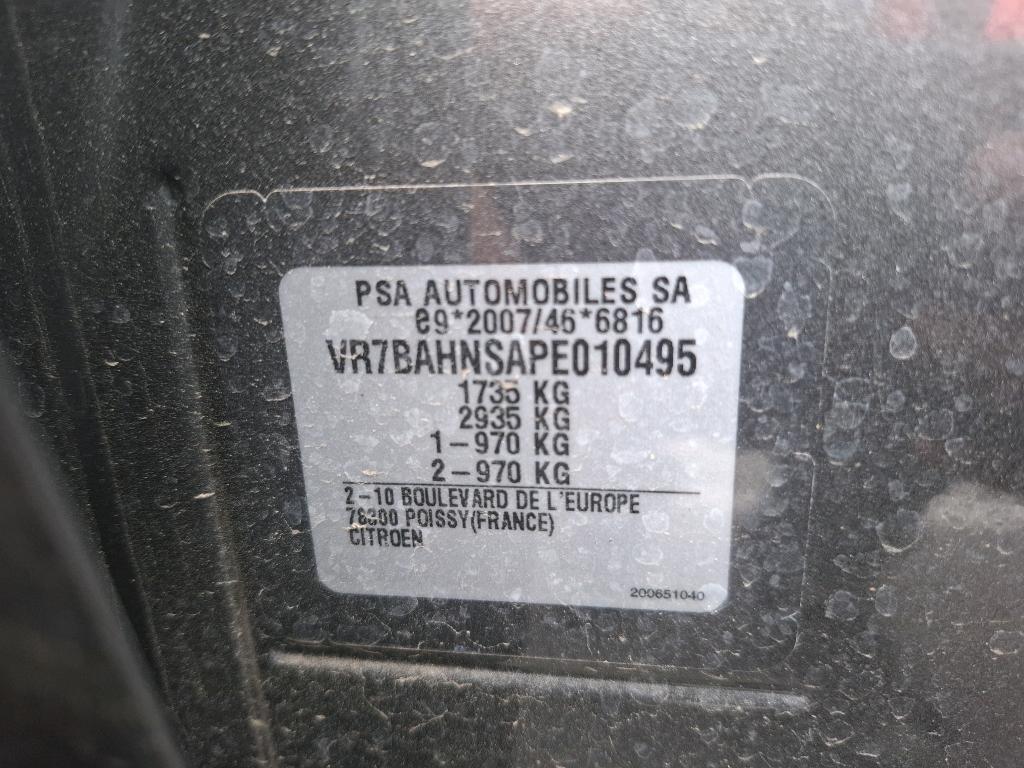 PSA AUTOMOBILES SA
e9*2007/46*6816
VR7BAHNSAPE010495
1735 KG
2935 KG
1-970 KG
2-970 KG
2-10 BOULEVARD DE L'EUROPE
78300 POISSY(FRANCE)
CITROEN
200651040